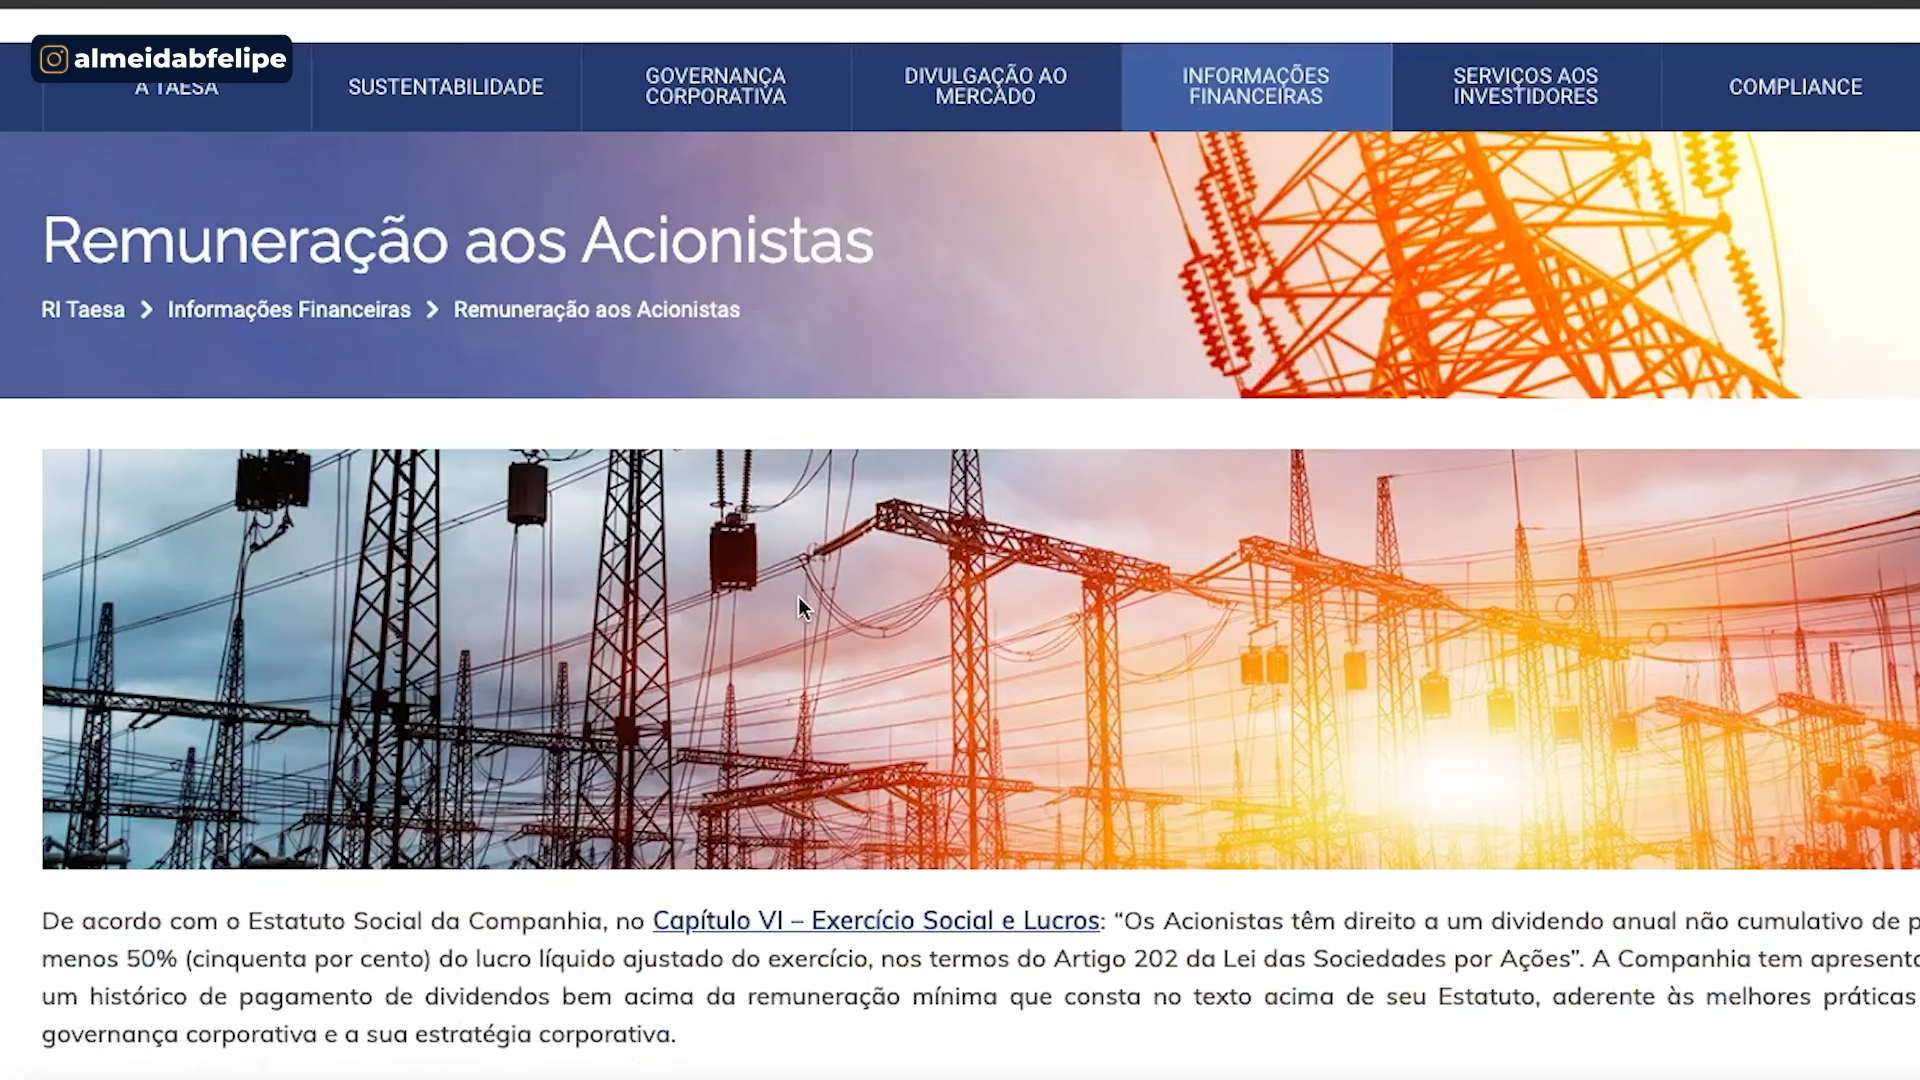 almeidabfelipe
A TAESA
SUSTENTABILIDADE
GOVERNANÇA
CORPORATIVA
DIVULGAÇÃO AO
MERCADO
INFORMAÇÕES
FINANCEIRAS
SERVIÇOS AOS
INVESTIDORES
COMPLIANCE
Remuneração aos Acionistas
RI Taesa > Informações Financeiras > Remuneração aos Acionistas
De acordo com o Estatuto Social da Companhia, no Capítulo VI – Exercício Social e Lucros: “Os Acionistas têm direito a um dividendo anual não cumulativo de
menos 50% (cinquenta por cento) do lucro líquido ajustado do exercício, nos termos do Artigo 202 da Lei das Sociedades por Ações”. A Companhia tem
um histórico de pagamento de dividendos bem acima da remuneração mínima que consta no texto acima de seu Estatuto, aderente às melhores práticas
governança corporativa e a sua estratégia corporativa.